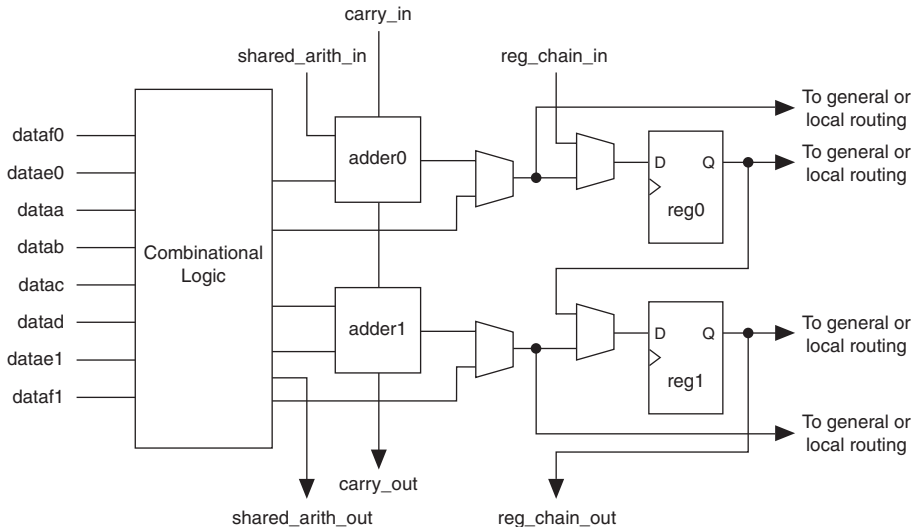 carry_in
shared_arith_in
reg_chain_in
To general or
local routing
dataf0
datae0
dataa
datab
datac
datad
datae1
dataf1
Combinational
Logic
adder0
D
Q
reg0
To general or
local routing
adder1
D
Q
reg1
To general or
local routing
To general or
local routing
carry_out
shared_arith_out
reg_chain_out